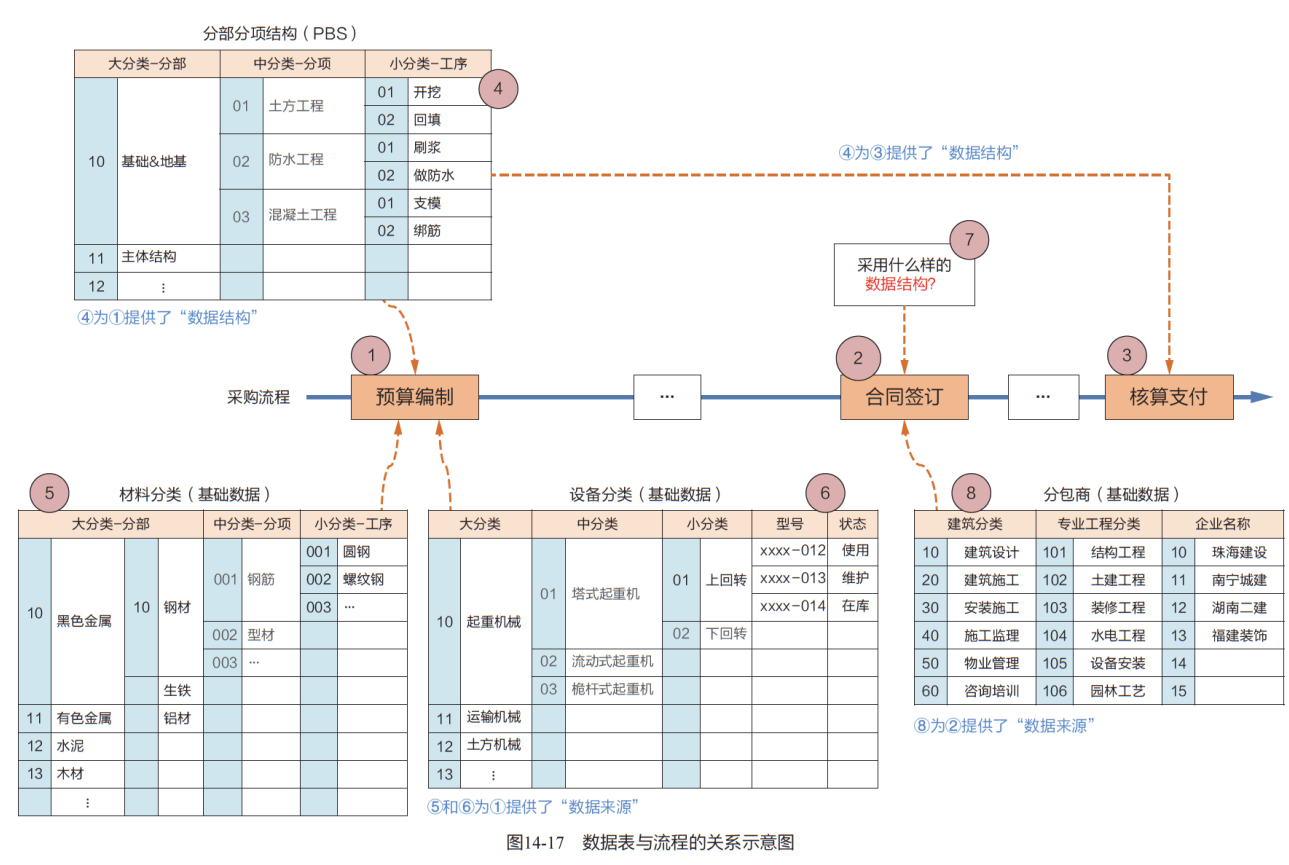 分部分项结构（PBS）
大分类-分部 中分类-分项 小分类-工序
④
10 基础&地基 01 土方工程 01 开挖
02 回填
02 防水工程 01 刷浆
02 做防水
03 混凝土工程 01 支模
02 绑筋
11 主体结构
12 ⋮
④为①提供了“数据结构”
④为③提供了“数据结构”
⑦
采用什么样的
数据结构?
① ② ③
采购流程 预算编制 … 合同签订 … 核算支付
⑤ 材料分类（基础数据）
大分类-分部 中分类-分项 小分类-工序
10 黑色金属 10 钢材 001 钢筋 001 圆钢
002 螺纹钢
003 …
002 型材
003 …
生铁
11 有色金属 铝材
12 水泥
13 木材
⋮
设备分类（基础数据） ⑥
大分类 中分类 小分类 型号 状态
10 起重机械 01 塔式起重机 01 上回转 xxxx-012 使用
xxxx-013 维护
xxxx-014 在库
02 下回转
02 流动式起重机
03 桅杆式起重机
11 运输机械
12 土方机械
13 ⋮
⑤和⑥为①提供了“数据来源”
⑧ 分包商（基础数据）
建筑分类 专业工程分类 企业名称
10 建筑设计 101 结构工程 10 珠海建设
20 建筑施工 102 土建工程 11 南宁城建
30 安装施工 103 装修工程 12 湖南二建
40 施工监理 104 水电工程 13 福建装饰
50 物业管理 105 设备安装 14
60 咨询培训 106 园林工艺 15
⑧为②提供了“数据来源”
图14-17 数据表与流程的关系示意图